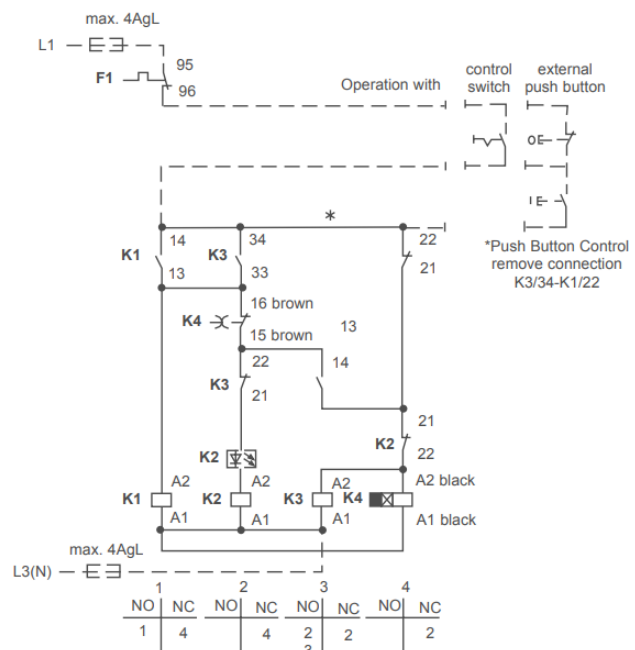 max. 4AgL
L1
F1
95
96
Operation with
control
switch
external
push button
O E
I E
*
*Push Button Control
remove connection
K3/34-K1/22
14
K1
13
34
K3
33
22
21
16 brown
K4
15 brown
13
22
14
K3
21
21
K2
22
K2
A2
A2
A2
A2 black
K1
K2
K3
K4
A1
A1
A1 black
max. 4AgL
L3(N)
1 2 3 4
NO NC NO NC NO NC NO NC
1 4 4 2 2 2
3